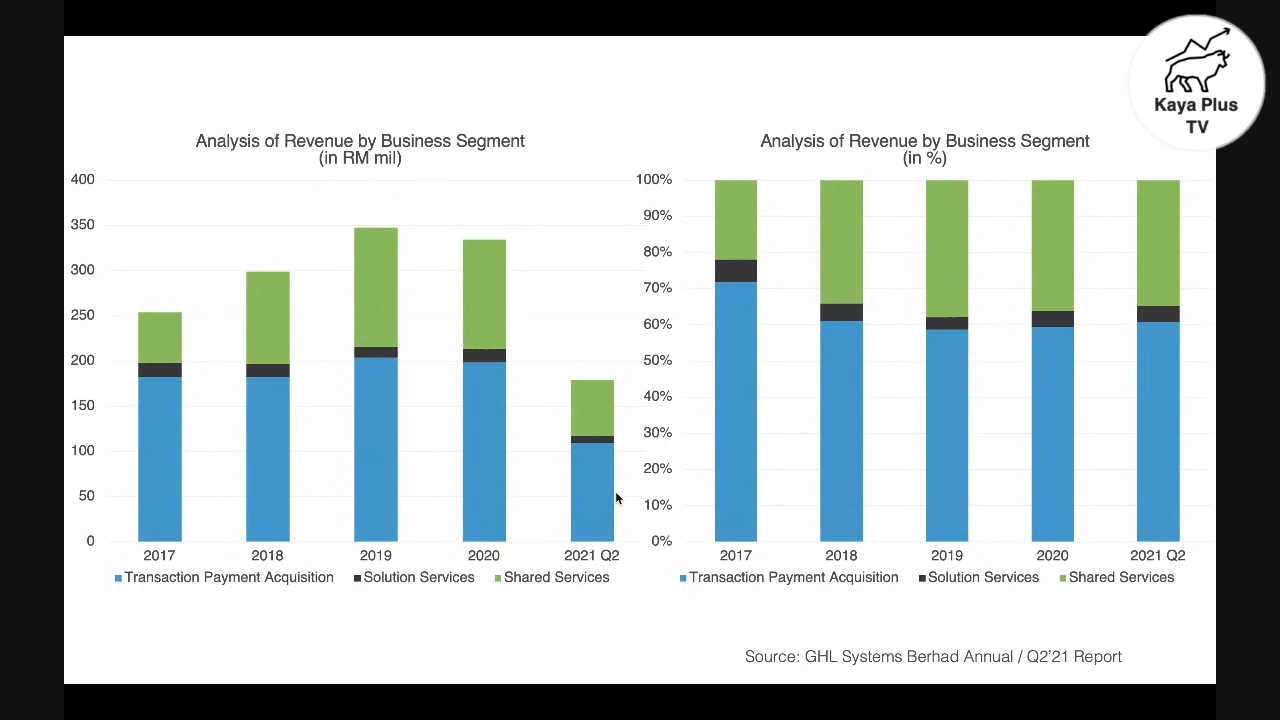 Kaya Plus
TV
Analysis of Revenue by Business Segment
(in RM mil)
400
350
300
250
200
150
100
50
0
2017 2018 2019 2020 2021 Q2
Transaction Payment Acquisition Solution Services Shared Services
Analysis of Revenue by Business Segment
(in %)
100%
90%
80%
70%
60%
50%
40%
30%
20%
10%
0%
2017 2018 2019 2020 2021 Q2
Transaction Payment Acquisition Solution Services Shared Services
Source: GHL Systems Berhad Annual / Q2'21 Report